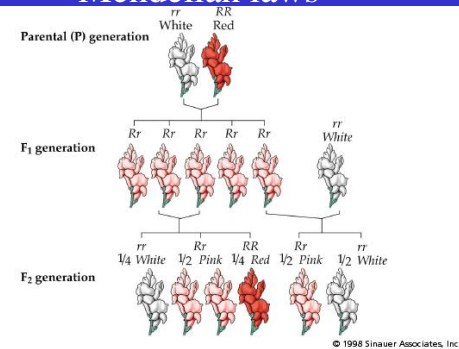 Mendelian laws
rr
White
RR
Red
Parental (P) generation
Rr Rr Rr Rr Rr
rr
White
F1 generation
rr
1/4 White
Rr
1/2 Pink
RR
1/4 Red
Rr
1/2 Pink
rr
1/2 White
F2 generation
© 1998 Sinauer Associates, Inc